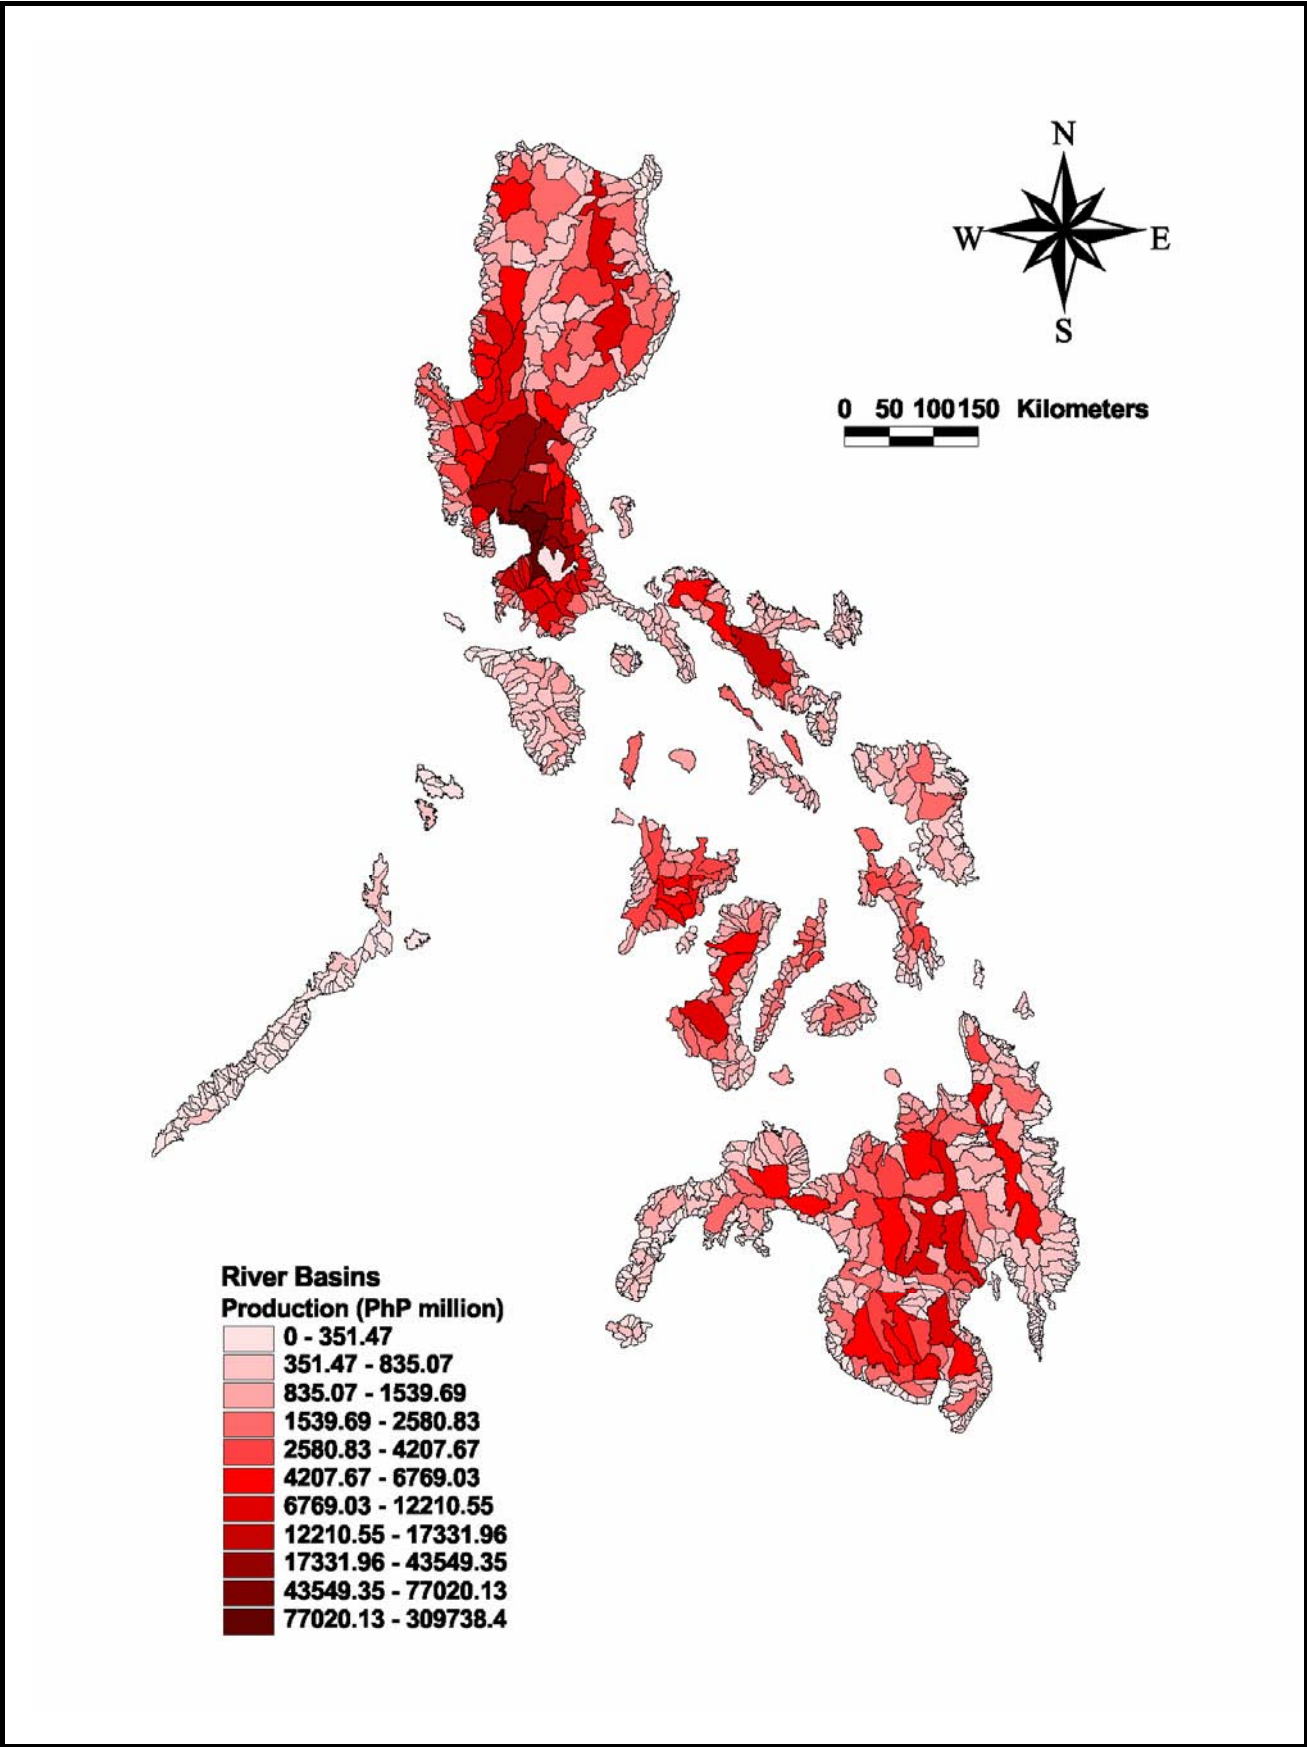 N
W E
S
0 50 100 150 Kilometers
River Basins
Production (PhP million)
0 - 351.47
351.47 - 835.07
835.07 - 1539.69
1539.69 - 2580.83
2580.83 - 4207.67
4207.67 - 6769.03
6769.03 - 12210.55
12210.55 - 17331.96
17331.96 - 43549.35
43549.35 - 77020.13
77020.13 - 309738.4